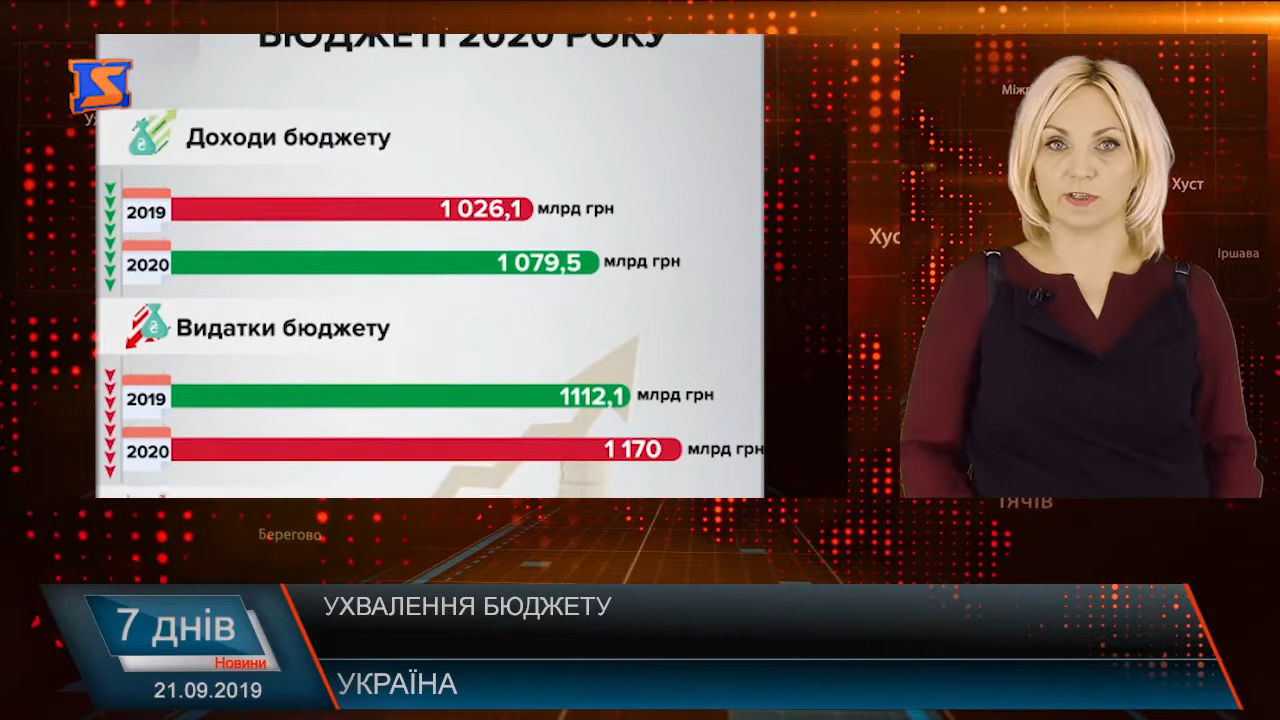 БЮДЖЕТІ 2020 РОКУ
Доходи бюджету
2019
1 026,1 млрд грн
2020
1 079,5 млрд грн
Видатки бюджету
2019
1112,1 млрд грн
2020
1 170 млрд грн
Хуст
Іршава
ТЯЧІВ
Берегово
7 днів
Новини
21.09.2019
УХВАЛЕННЯ БЮДЖЕТУ
УКРАЇНА